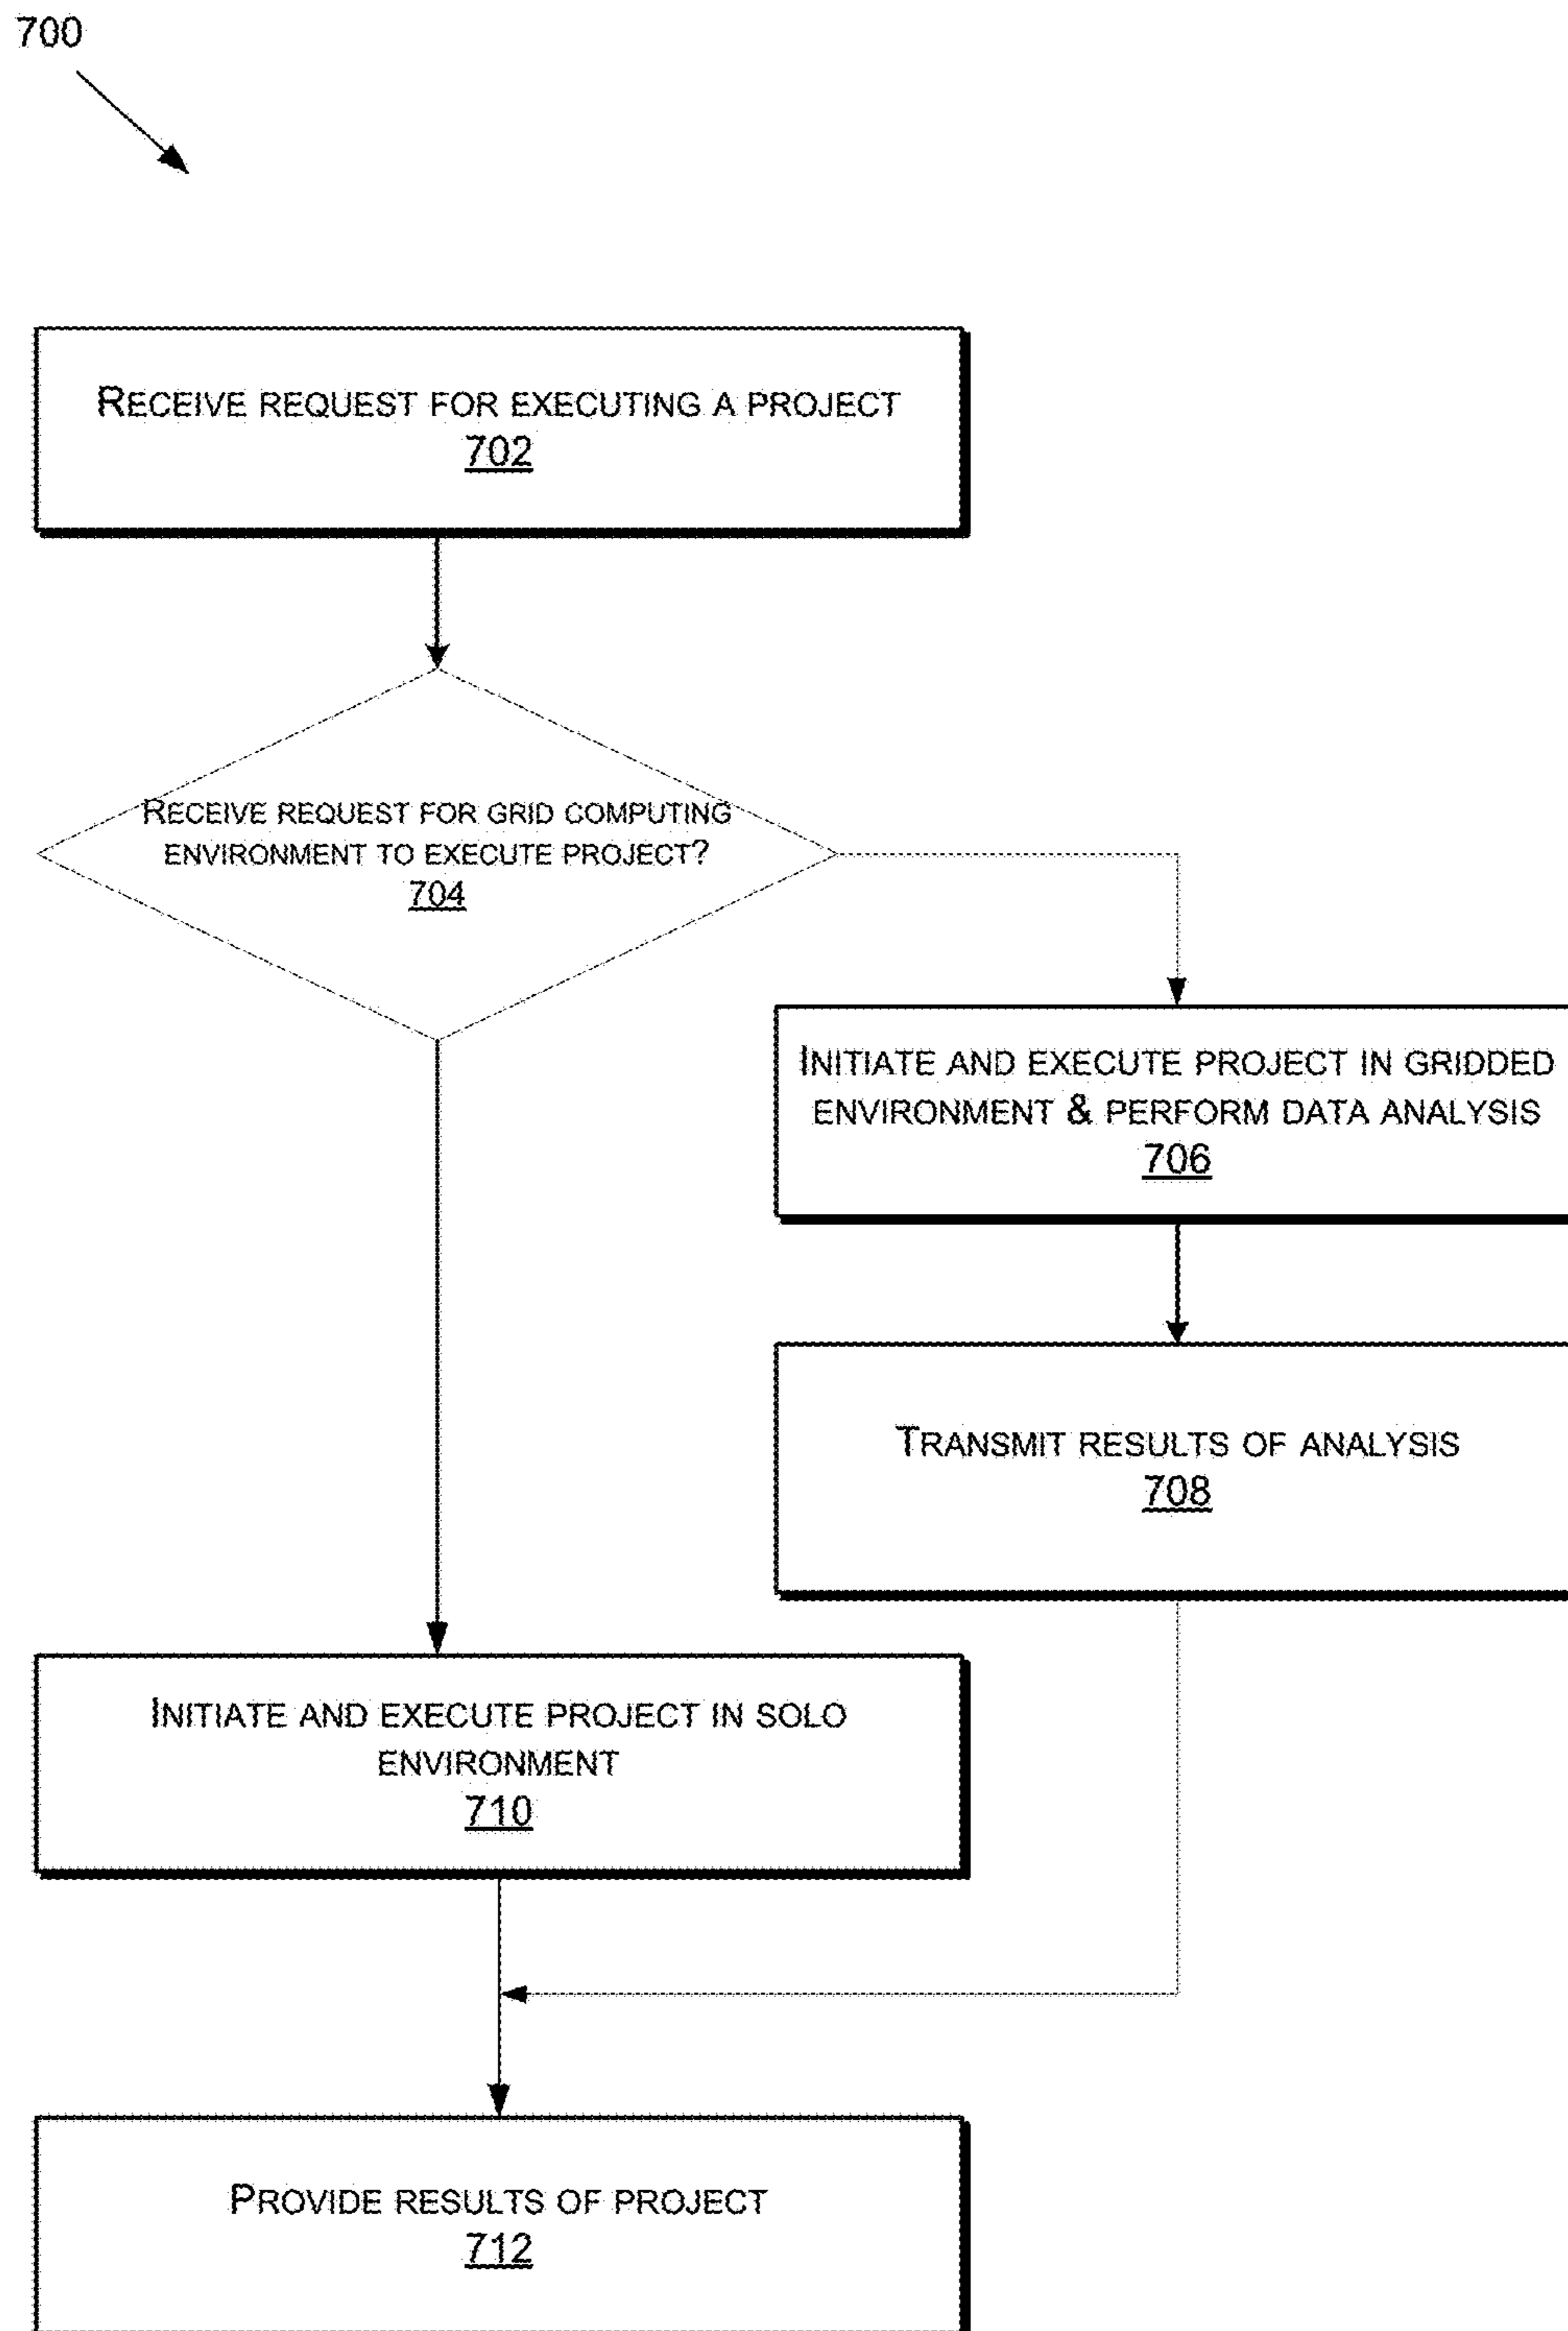 700
RECEIVE REQUEST FOR EXECUTING A PROJECT
702
RECEIVE REQUEST FOR GRID COMPUTING
ENVIRONMENT TO EXECUTE PROJECT?
704
INITIATE AND EXECUTE PROJECT IN GRIDDED
ENVIRONMENT & PERFORM DATA ANALYSIS
706
TRANSMIT RESULTS OF ANALYSIS
708
INITIATE AND EXECUTE PROJECT IN SOLO
ENVIRONMENT
710
PROVIDE RESULTS OF PROJECT
712